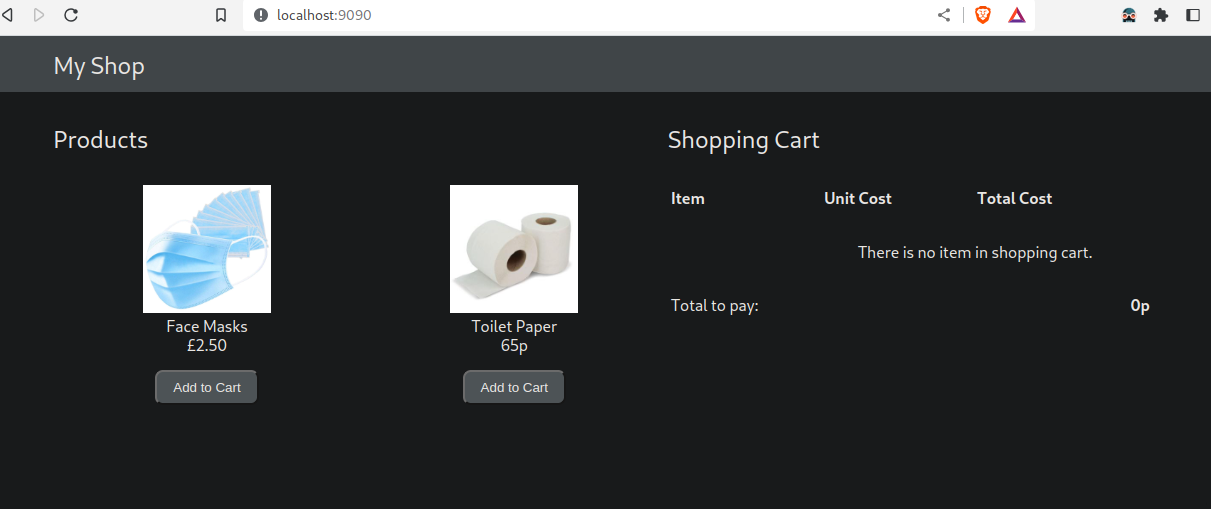 localhost:9090
My Shop
Products
Face Masks
£2.50
Add to Cart
Toilet Paper
65p
Add to Cart
Shopping Cart
Item Unit Cost Total Cost
There is no item in shopping cart.
Total to pay: 0p